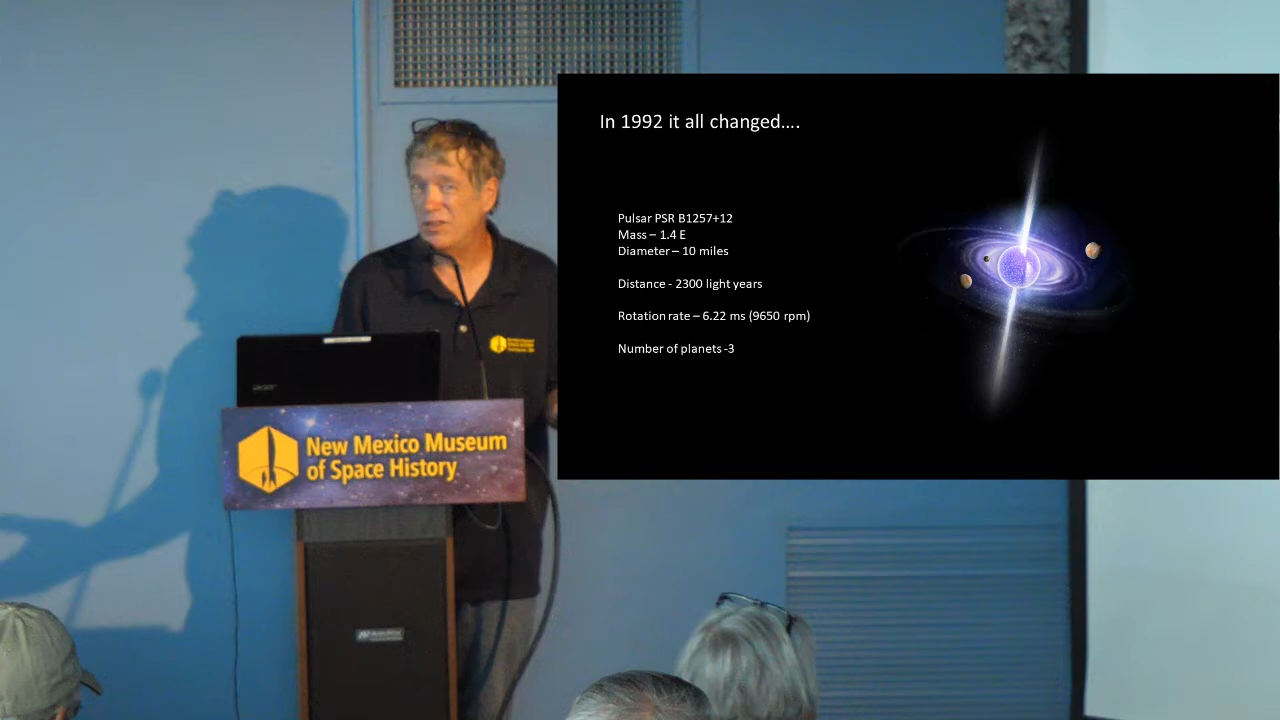 In 1992 it all changed....
Pulsar PSR B1257+12
Mass – 1.4 E
Diameter – 10 miles
Distance - 2300 light years
Rotation rate – 6.22 ms (9650 rpm)
Number of planets -3
acer
New Mexico Museum
of Space History